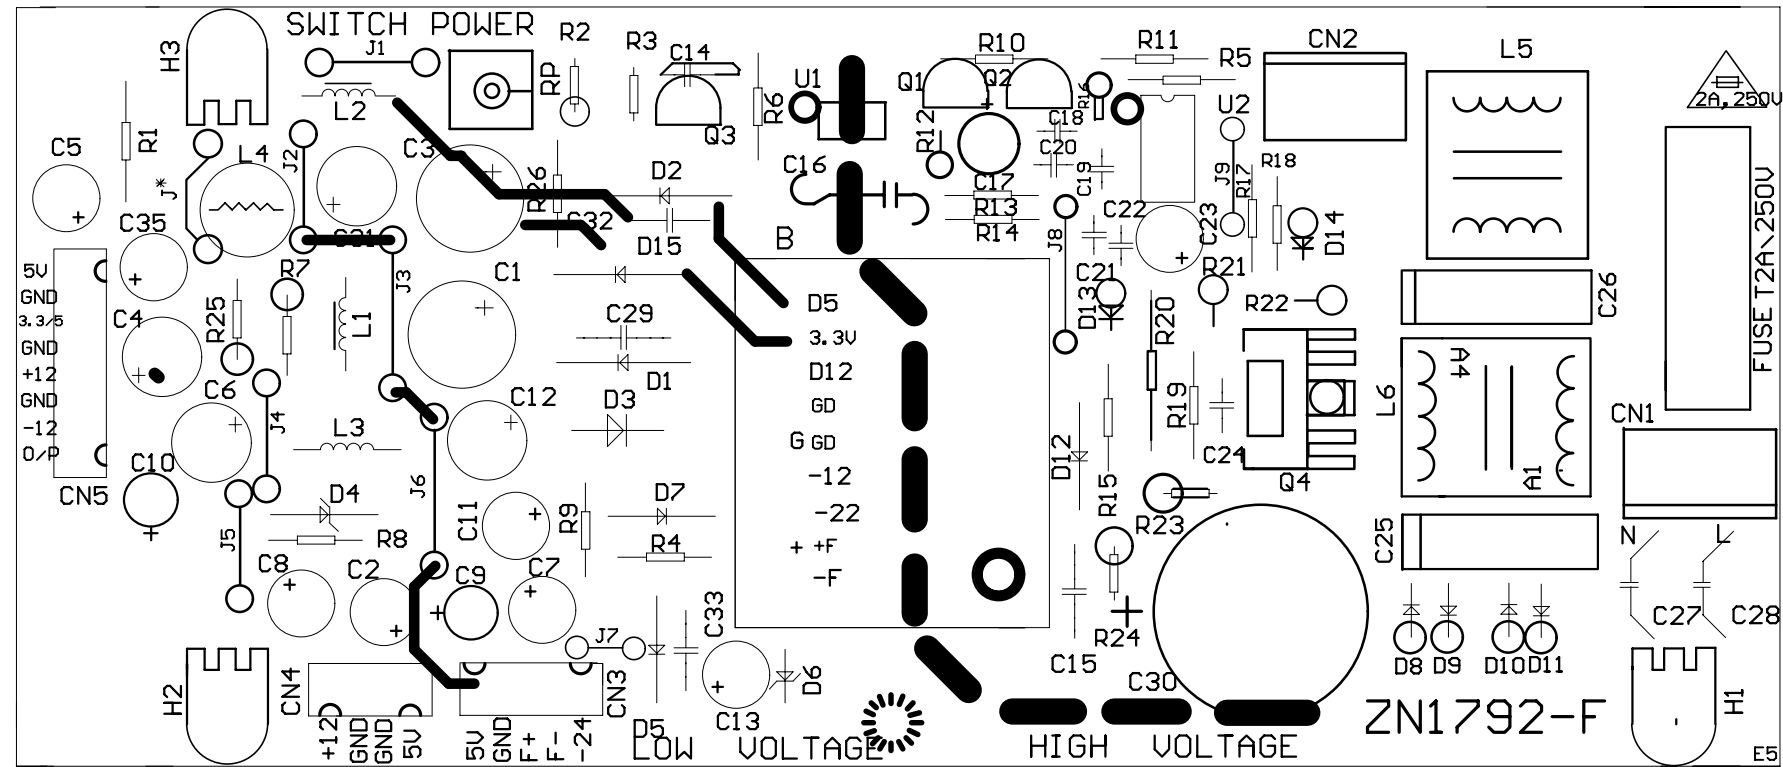 SWITCH POWER
H3
J1
L2
RP
R2
R3
C14
Q3
R6
U1
C16
Q1
R10
Q2
R12
C17
R13
R14
R16
C18
C20
C19
R11
R5
U2
J9
R17
R18
D14
CN2
L5
2A,250V
FUSE T2A\250V
C5
R1
L4
J*
J2
C3
R26
C32
D2
D15
C35
C31
J3
C1
R7
R25
L1
C29
D1
C4
C6
C12
D3
J4
L3
J6
5V
GND
3.3/5
GND
+12
GND
-12
O/P
CN5
C10
J5
D4
R8
C11
R9
D7
R4
C8
C2
C9
C7
J7
C33
B
D5
3.3V
D12
GD
G GD
-12
-22
+ +F
-F
J8
C22
C21
C23
D13
R21
R20
R22
R19
C24
D12
R15
R23
R24
C15
Q4
C26
L6
A4
A1
CN1
C25
N
L
C27
C28
D8
D9
D10
D11
H2
CN4
+12
GND
GND
5V
CN3
5V
GND
F+
F-
-24
D5
C13
D6
C30
LOW VOLTAGE
HIGH VOLTAGE
ZN1792-F
H1
E5